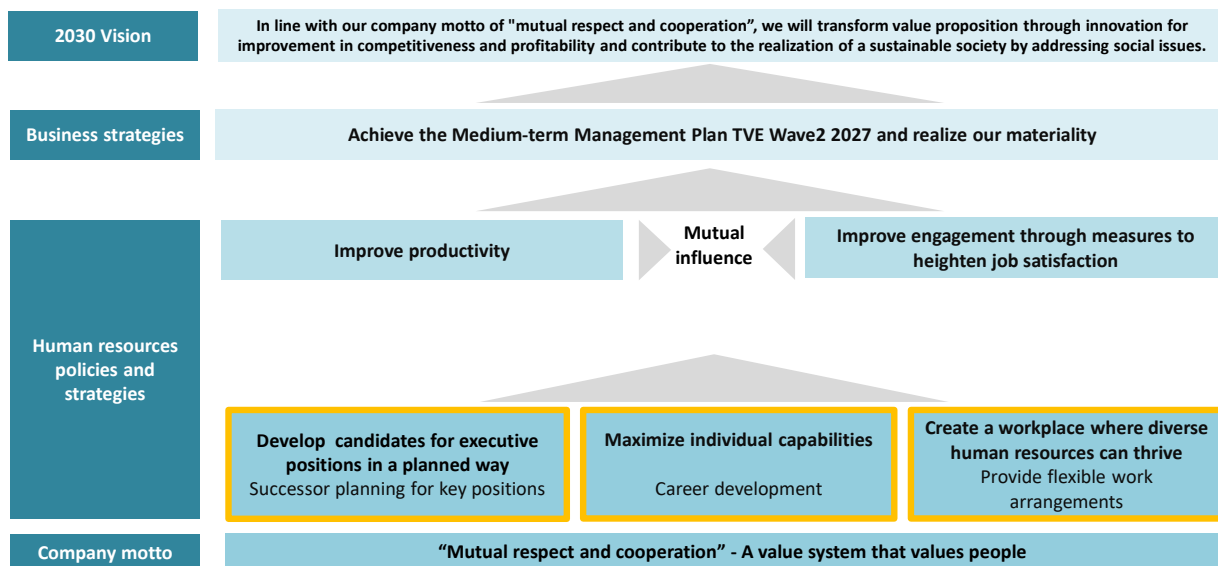 2030 Vision
In line with our company motto of "mutual respect and cooperation”, we will transform value proposition through innovation for
improvement in competitiveness and profitability and contribute to the realization of a sustainable society by addressing social issues.
Business strategies
Achieve the Medium-term Management Plan TVE Wave2 2027 and realize our materiality
Human resources
policies and
strategies
Improve productivity
Mutual
influence
Improve engagement through measures to
heighten job satisfaction
Develop candidates for executive
positions in a planned way
Successor planning for key positions
Maximize individual capabilities
Career development
Create a workplace where diverse
human resources can thrive
Provide flexible work
arrangements
Company motto
“Mutual respect and cooperation” - A value system that values people